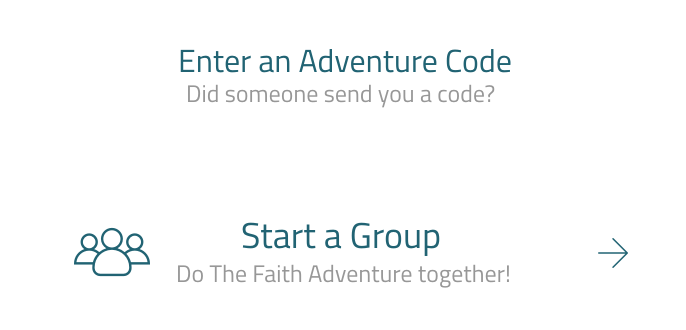 Enter an Adventure Code
Did someone send you a code?
Start a Group
Do The Faith Adventure together!